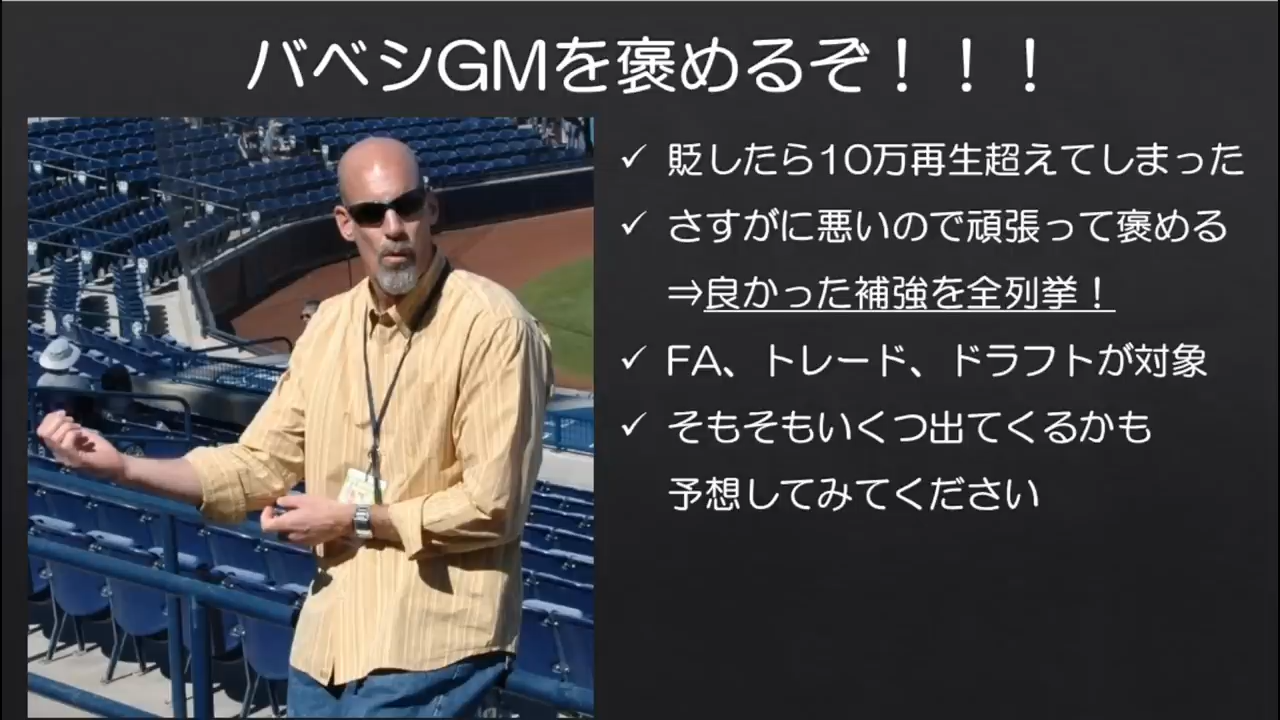 バベシGMを褒めるぞ！！！
✓ 貶したら10万再生超えてしまった
✓ さすがに悪いので頑張って褒める
⇒良かった補強を全列挙！
✓ FA、トレード、ドラフトが対象
✓ そもそもいくつ出てくるかも
予想してみてください